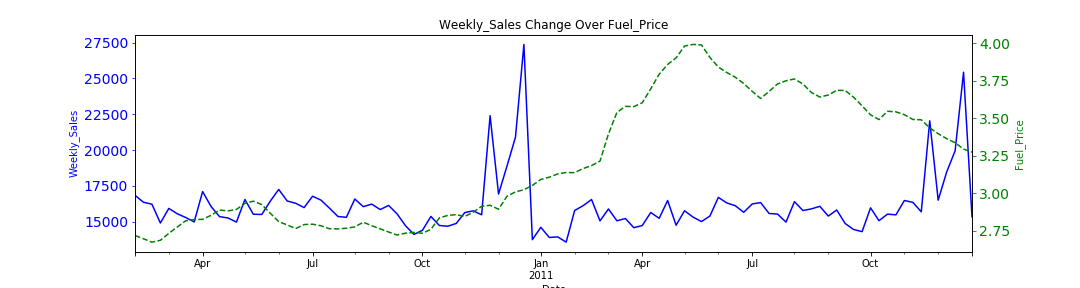 Weekly_Sales Change Over Fuel_Price
27500
25000
22500
20000
17500
15000
Weekly_Sales
4.00
3.75
3.50
3.25
3.00
2.75
Fuel_Price
Apr Jul Oct Jan Apr Jul Oct
2011
Date